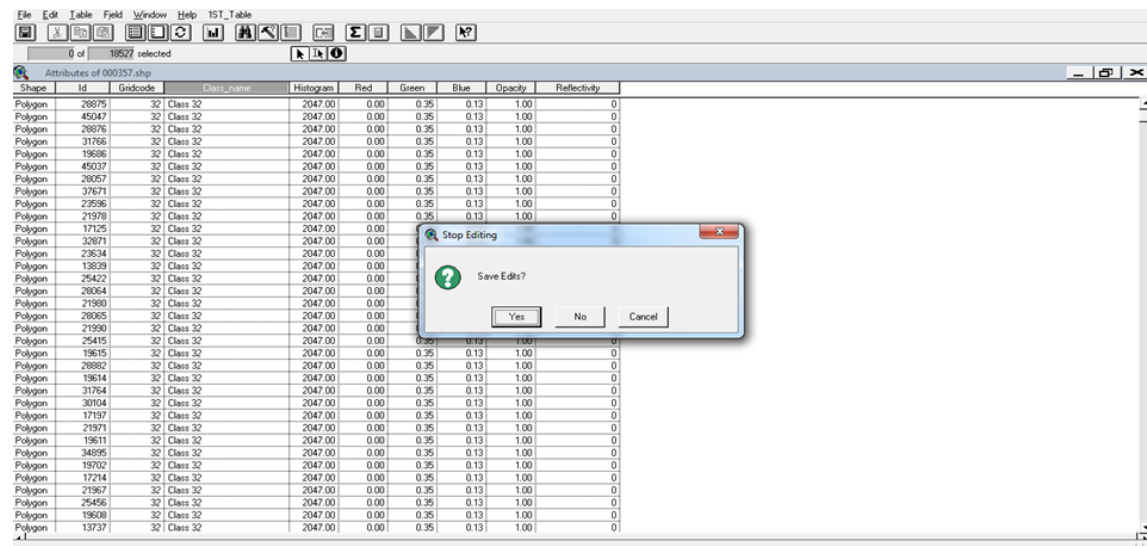 File Edit Table Field Window Help 1ST_Table
0 of 18527 selected
Attributes of 000357.shp
Shape Id Gridcode Class_name Histogram Red Green Blue Opacity Reflectivity
Polygon 28875 32 Class 32 2047.00 0.00 0.35 0.13 1.00 0
Polygon 45047 32 Class 32 2047.00 0.00 0.35 0.13 1.00 0
Polygon 28876 32 Class 32 2047.00 0.00 0.35 0.13 1.00 0
Polygon 31766 32 Class 32 2047.00 0.00 0.35 0.13 1.00 0
Polygon 19686 32 Class 32 2047.00 0.00 0.35 0.13 1.00 0
Polygon 45037 32 Class 32 2047.00 0.00 0.35 0.13 1.00 0
Polygon 28057 32 Class 32 2047.00 0.00 0.35 0.13 1.00 0
Polygon 37671 32 Class 32 2047.00 0.00 0.35 0.13 1.00 0
Polygon 23596 32 Class 32 2047.00 0.00 0.35 0.13 1.00 0
Polygon 21978 32 Class 32 2047.00 0.00 0.35 0.13 1.00 0
Polygon 17125 32 Class 32 2047.00 0.00
Polygon 32871 32 Class 32 2047.00 0.00
Stop Editing
Polygon 23634 32 Class 32 2047.00 0.00
Polygon 13839 32 Class 32 2047.00 0.00
Polygon 25422 32 Class 32 2047.00 0.00
Save Edits?
Polygon 28064 32 Class 32 2047.00 0.00
Polygon 21980 32 Class 32 2047.00 0.00
Polygon 28065 32 Class 32 2047.00 0.00
Yes No Cancel
Polygon 21990 32 Class 32 2047.00 0.00
Polygon 25415 32 Class 32 2047.00 0.00 0.35 0.13 1.00 0
Polygon 19615 32 Class 32 2047.00 0.00 0.35 0.13 1.00 0
Polygon 28882 32 Class 32 2047.00 0.00 0.35 0.13 1.00 0
Polygon 19614 32 Class 32 2047.00 0.00 0.35 0.13 1.00 0
Polygon 31764 32 Class 32 2047.00 0.00 0.35 0.13 1.00 0
Polygon 30104 32 Class 32 2047.00 0.00 0.35 0.13 1.00 0
Polygon 17197 32 Class 32 2047.00 0.00 0.35 0.13 1.00 0
Polygon 21971 32 Class 32 2047.00 0.00 0.35 0.13 1.00 0
Polygon 19611 32 Class 32 2047.00 0.00 0.35 0.13 1.00 0
Polygon 34895 32 Class 32 2047.00 0.00 0.35 0.13 1.00 0
Polygon 19702 32 Class 32 2047.00 0.00 0.35 0.13 1.00 0
Polygon 17214 32 Class 32 2047.00 0.00 0.35 0.13 1.00 0
Polygon 21967 32 Class 32 2047.00 0.00 0.35 0.13 1.00 0
Polygon 25456 32 Class 32 2047.00 0.00 0.35 0.13 1.00 0
Polygon 19608 32 Class 32 2047.00 0.00 0.35 0.13 1.00 0
Polygon 13737 32 Class 32 2047.00 0.00 0.35 0.13 1.00 0